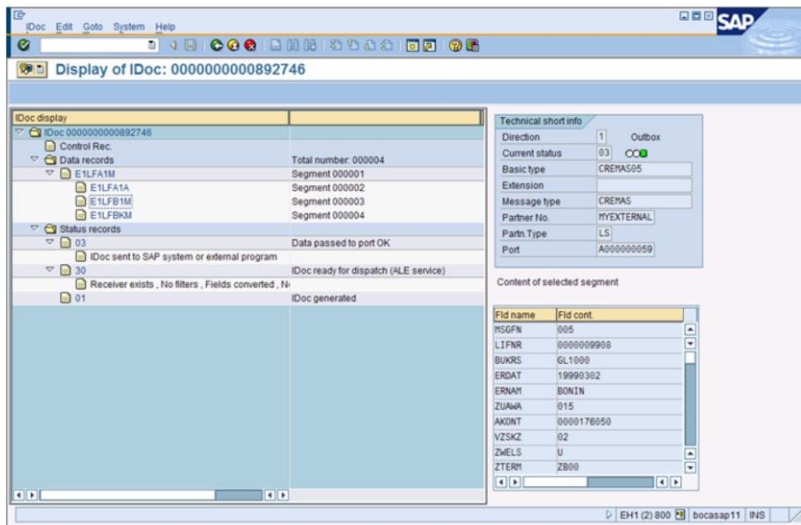 IDoc Edit Goto System Help
SAP
Display of IDoc: 0000000000892746
IDoc display
IDoc 0000000000892746
Control Rec.
Data records Total number: 000004
E1LFA1M Segment 000001
E1LFA1A Segment 000002
E1LFB1M Segment 000003
E1LFBKM Segment 000004
Status records
03 Data passed to port OK
IDoc sent to SAP system or external program
30 IDoc ready for dispatch (ALE service)
Receiver exists , No filters , Fields converted , N
01 IDoc generated
Technical short info
Direction 1 Outbox
Current status 03
Basic type CREMAS05
Extension
Message type CREMAS
Partner No. MYEXTERNAL
Partn.Type LS
Port A000000059
Content of selected segment
Fld name Fld cont.
MSGFN 005
LIFNR 0000009908
BUKRS GL1000
ERDAT 19990302
ERNAM BONIN
ZUAWA 015
AKONT 0000176050
VZSKZ 02
ZWELS U
ZTERM ZB00
EH1 (2) 800 bocasap11 INS